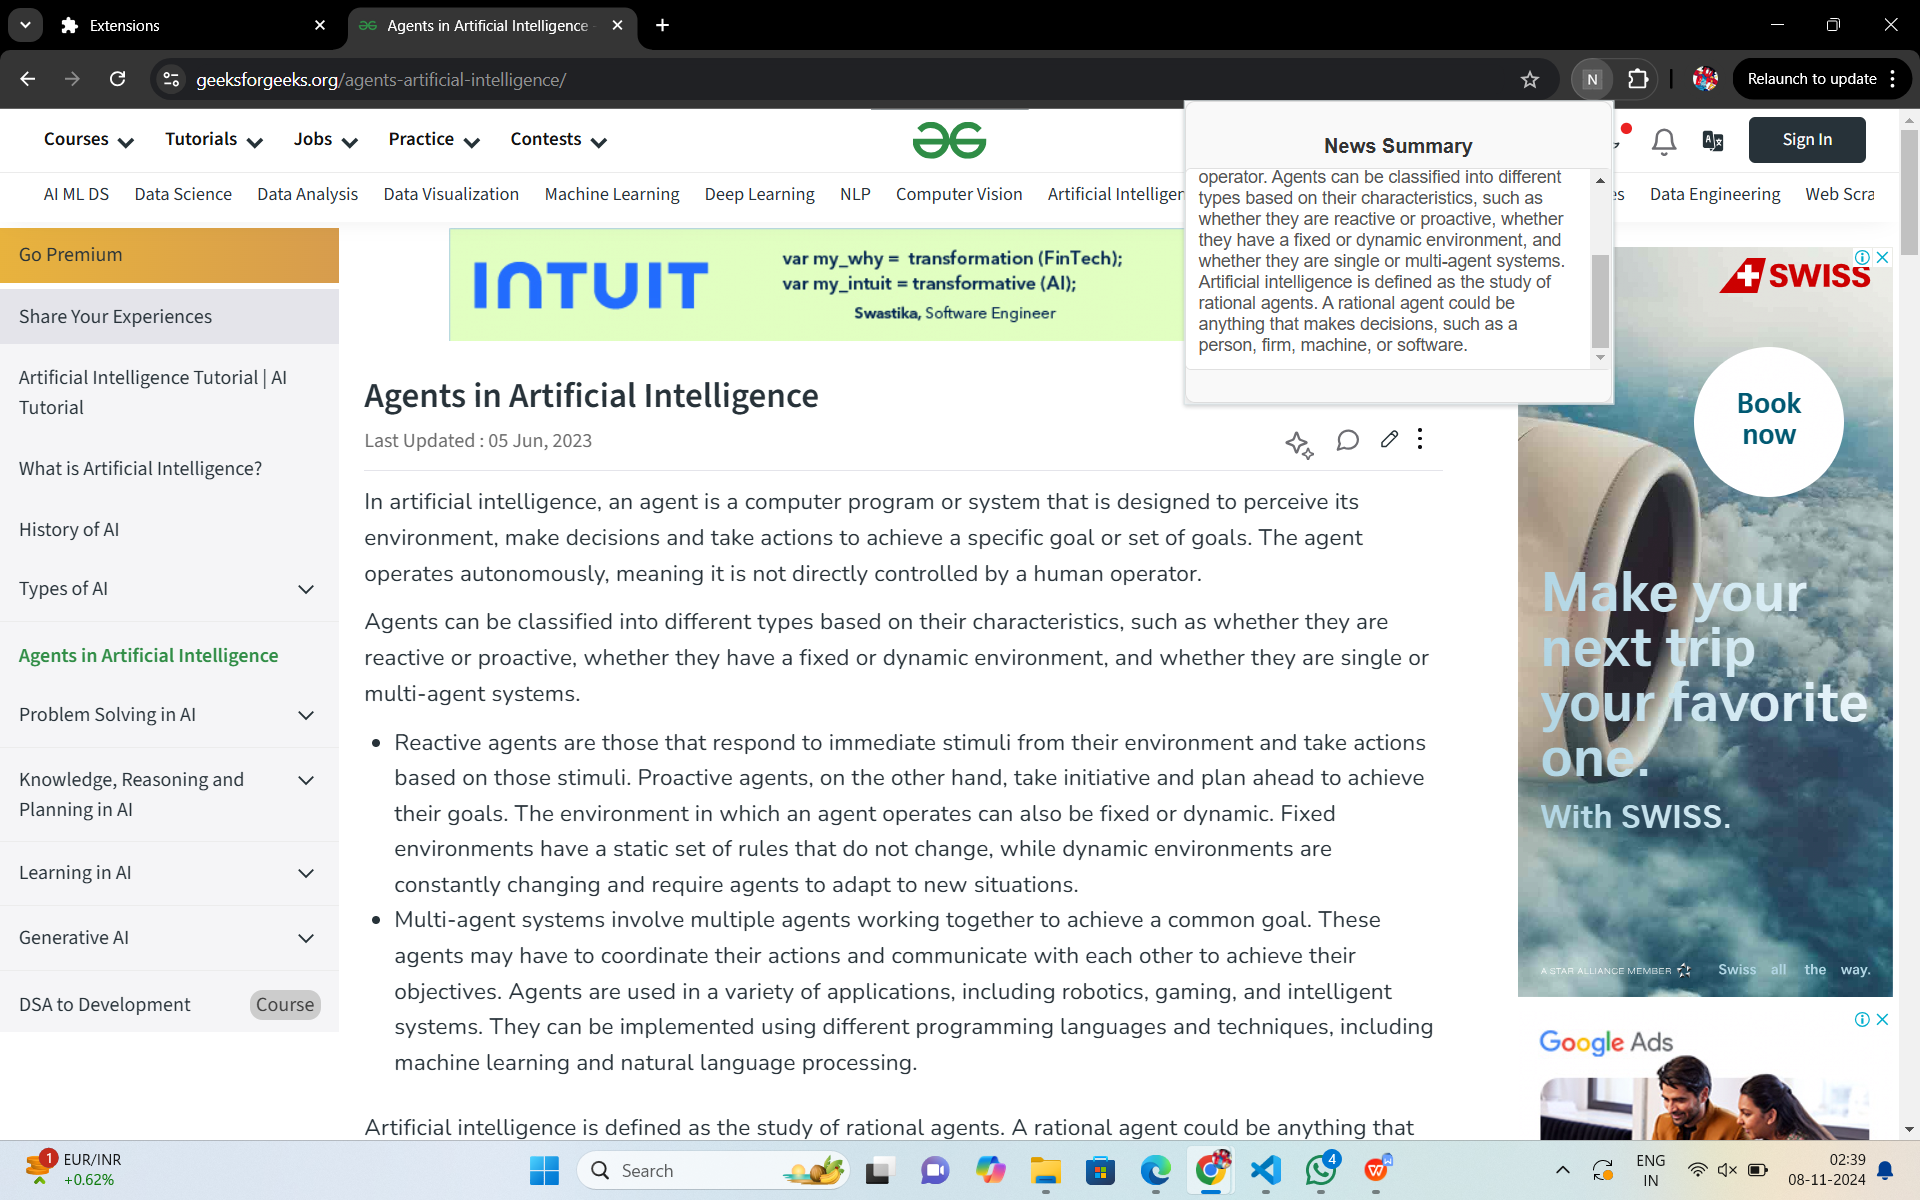 Extensions
Agents in Artificial Intelligence
geeksforgeeks.org/agents-artificial-intelligence/
N
Relaunch to update
Courses Tutorials Jobs Practice Contests
Sign In
AI ML DS Data Science Data Analysis Data Visualization Machine Learning Deep Learning NLP Computer Vision Artificial Intelligen
es Data Engineering Web Scra
News Summary
operator. Agents can be classified into different
types based on their characteristics, such as
whether they are reactive or proactive, whether
they have a fixed or dynamic environment, and
whether they are single or multi-agent systems.
Artificial intelligence is defined as the study of
rational agents. A rational agent could be
anything that makes decisions, such as a
person, firm, machine, or software.
Go Premium
Share Your Experiences
Artificial Intelligence Tutorial | AI
Tutorial
What is Artificial Intelligence?
History of AI
Types of AI
Agents in Artificial Intelligence
Problem Solving in AI
Knowledge, Reasoning and
Planning in AI
Learning in AI
Generative AI
DSA to Development Course
INTUIT
var my_why = transformation (FinTech);
var my_intuit = transformative (AI);
Swastika, Software Engineer
Agents in Artificial Intelligence
Last Updated : 05 Jun, 2023
In artificial intelligence, an agent is a computer program or system that is designed to perceive its
environment, make decisions and take actions to achieve a specific goal or set of goals. The agent
operates autonomously, meaning it is not directly controlled by a human operator.
Agents can be classified into different types based on their characteristics, such as whether they are
reactive or proactive, whether they have a fixed or dynamic environment, and whether they are single or
multi-agent systems.
• Reactive agents are those that respond to immediate stimuli from their environment and take actions
based on those stimuli. Proactive agents, on the other hand, take initiative and plan ahead to achieve
their goals. The environment in which an agent operates can also be fixed or dynamic. Fixed
environments have a static set of rules that do not change, while dynamic environments are
constantly changing and require agents to adapt to new situations.
• Multi-agent systems involve multiple agents working together to achieve a common goal. These
agents may have to coordinate their actions and communicate with each other to achieve their
objectives. Agents are used in a variety of applications, including robotics, gaming, and intelligent
systems. They can be implemented using different programming languages and techniques, including
machine learning and natural language processing.
Artificial intelligence is defined as the study of rational agents. A rational agent could be anything that
SWISS
Book
now
Make your
next trip
your favorite
one.
With SWISS.
A STAR ALLIANCE MEMBER Swiss all the way.
Google Ads
1
EUR/INR
+0.62%
Search
4
W
ENG
IN
02:39
08-11-2024